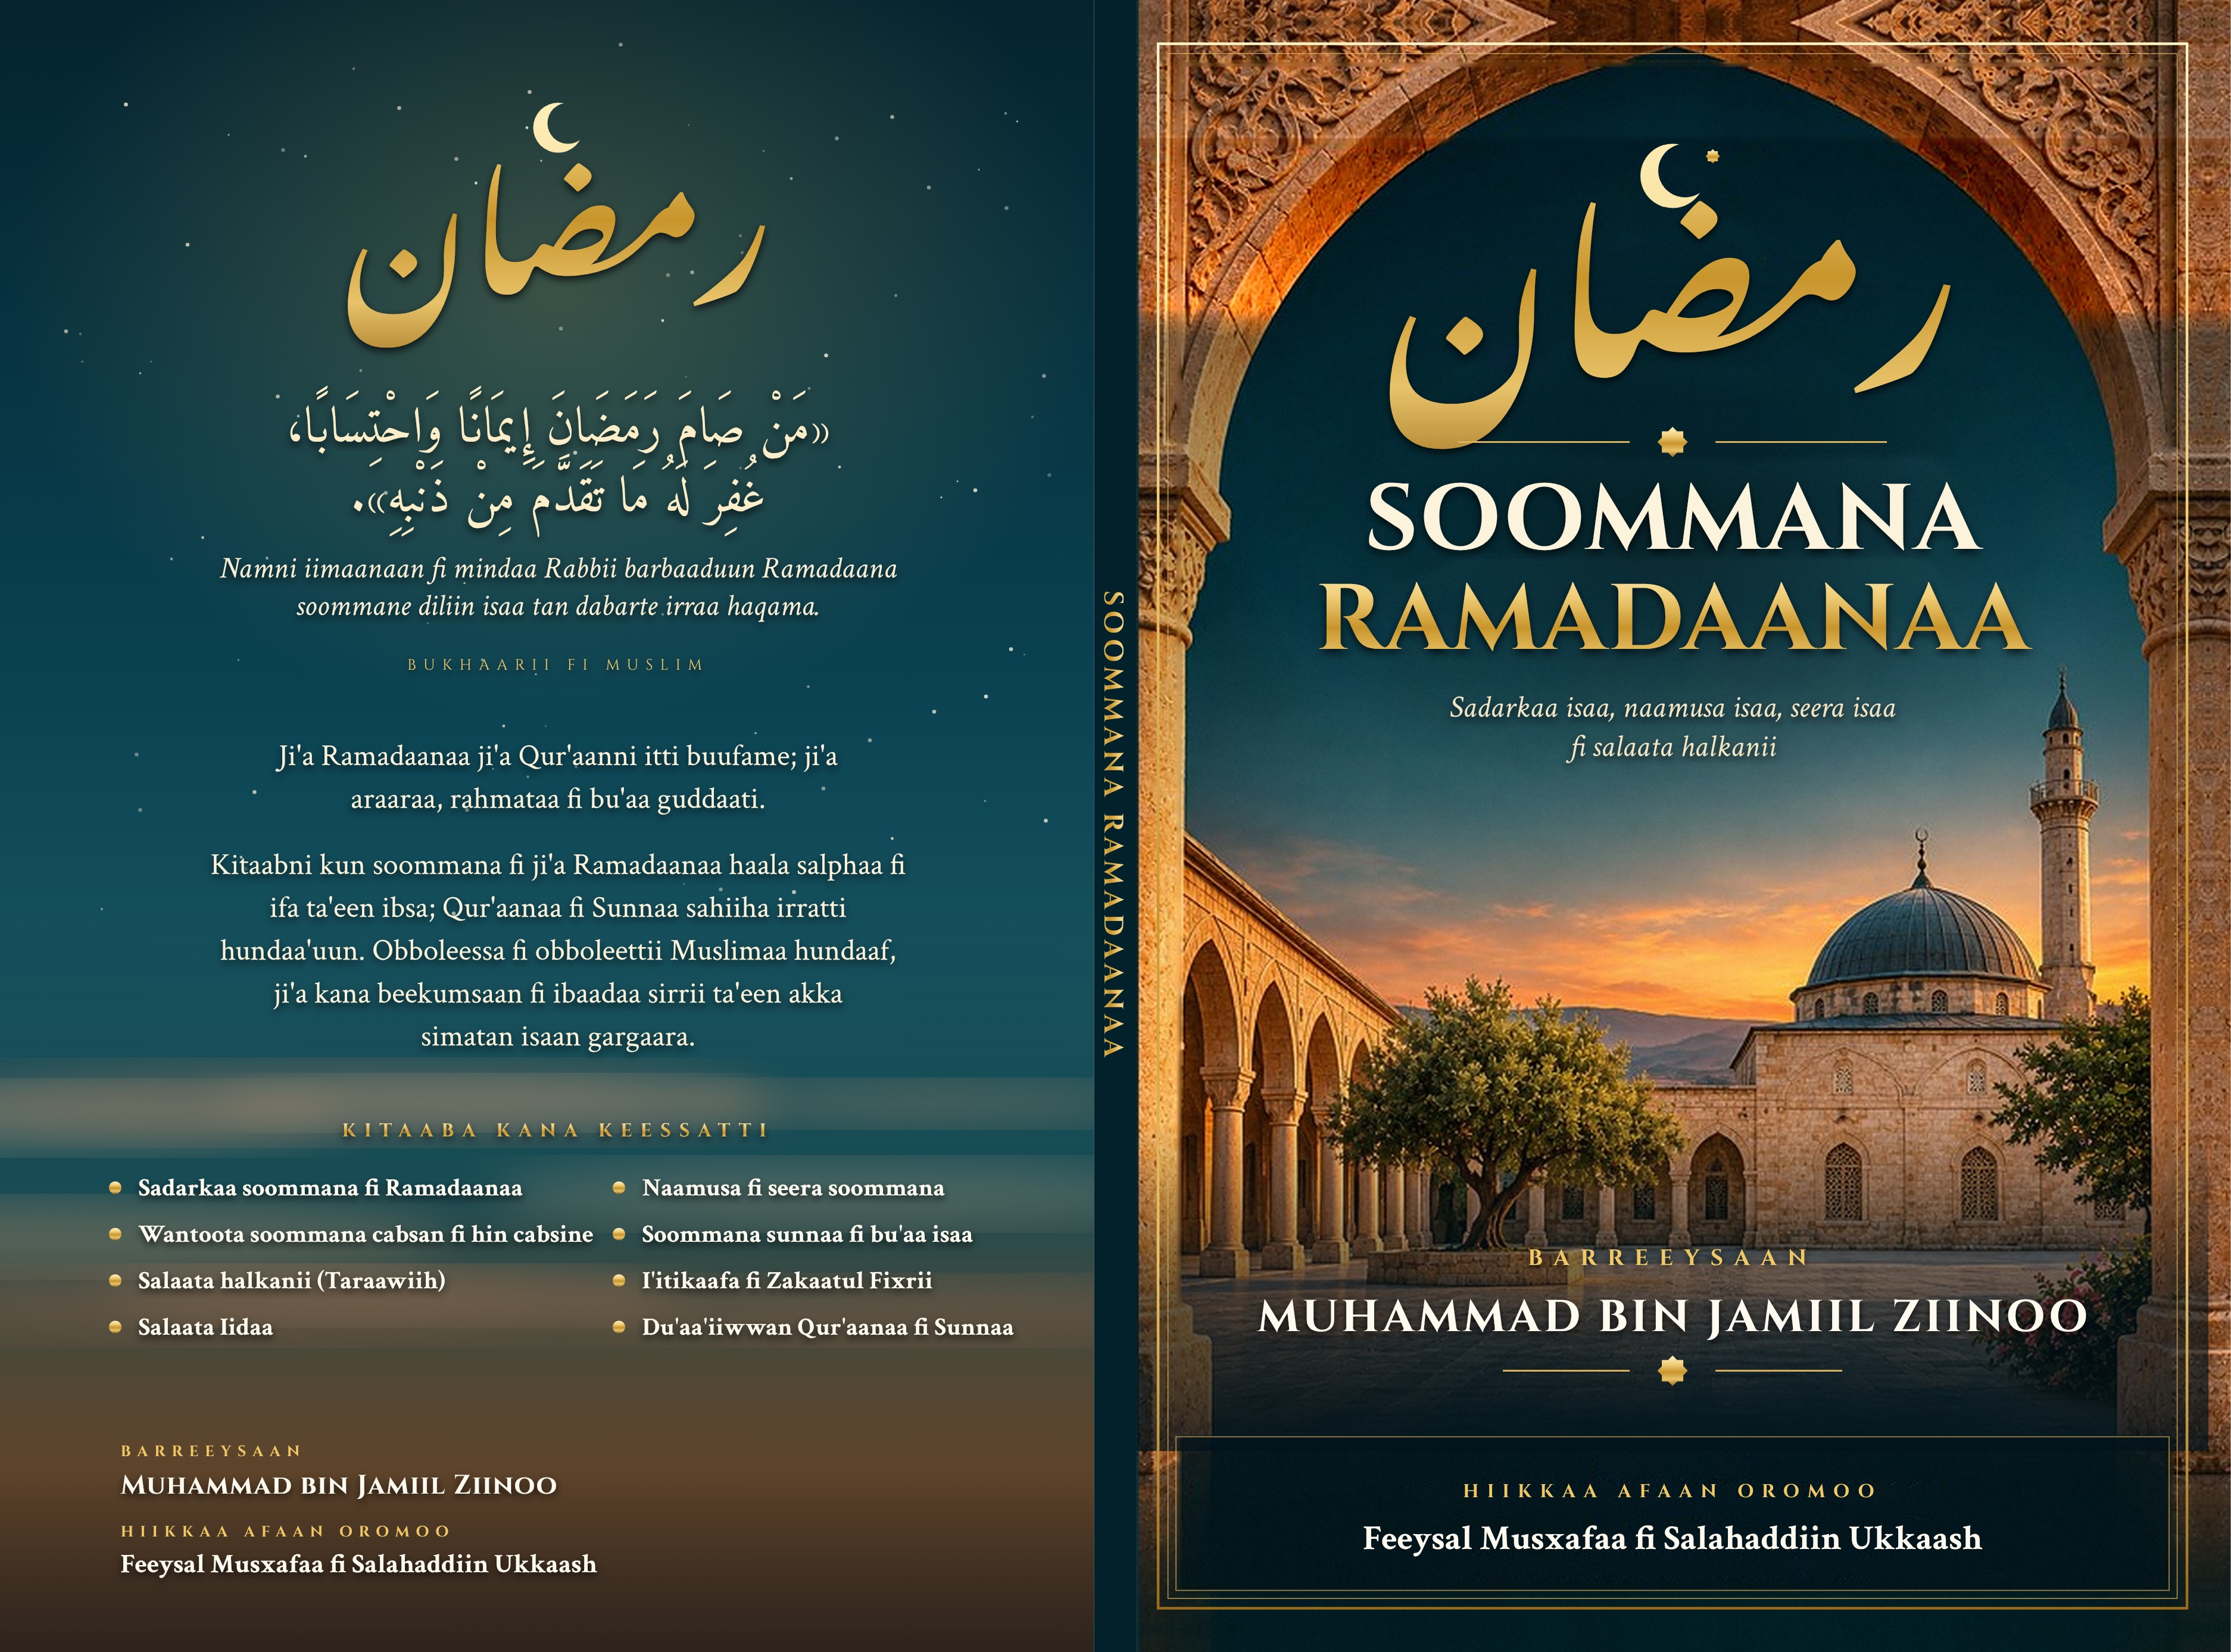 رمضان
«مَنْ صَامَ رَمَضَانَ إِيمَانًا وَاحْتِسَابًا،
غُفِرَ لَهُ مَا تَقَدَّمَ مِنْ ذَنْبِهِ».
Namni iimaanaan fi mindaa Rabbii barbaaduun Ramadaana
soommane diliin isaa tan dabarte irraa haqama.
BUKHAARII FI MUSLIM
Ji'a Ramadaanaa ji'a Qur'aanni itti buufame; ji'a
araaraa, rahmataa fi bu'aa guddaati.
Kitaabni kun soommana fi ji'a Ramadaanaa haala salphaa fi
ifa ta'een ibsa; Qur'aanaa fi Sunnaa sahiiha irratti
hundaa'uun. Obboleessa fi obboleettii Muslimaa hundaaf,
ji'a kana beekumsaan fi ibaadaa sirrii ta'een akka
simatan isaan gargaara.
KITAABA KANA KEESSATTI
Sadarkaa soommana fi Ramadaanaa
Wantoota soommana cabsan fi hin cabsine
Salaata halkanii (Taraawiih)
Salaata Iidaa
Naamusa fi seera soommana
Soommana sunnaa fi bu'aa isaa
I'itikaafa fi Zakaatul Fixrii
Du'aa'iiwwan Qur'aanaa fi Sunnaa
BARREEYSAAN
MUHAMMAD BIN JAMIIL ZIINOO
HIIKKAA AFAAN OROMOO
Feeysal Musxafaa fi Salahaddiin Ukkaash
SOOMMANA RAMADAANAA
رمضان
SOOMMANA
RAMADAANAA
Sadarkaa isaa, naamusa isaa, seera isaa
fi salaata halkanii
BARREEYSAAN
MUHAMMAD BIN JAMIIL ZIINOO
HIIKKAA AFAAN OROMOO
Feeysal Musxafaa fi Salahaddiin Ukkaash